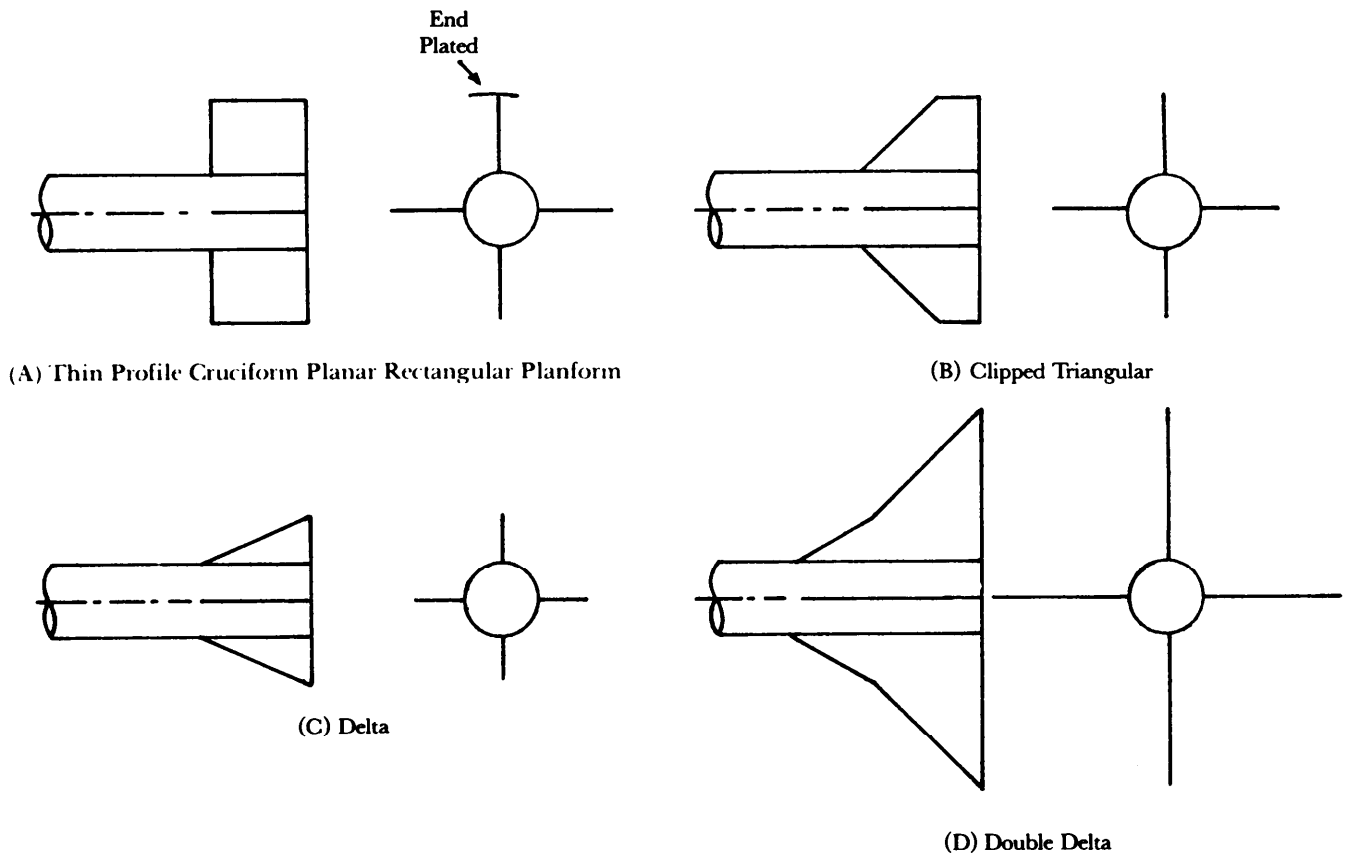 End
Plated
(A) Thin Profile Cruciform Planar Rectangular Planform
(B) Clipped Triangular
(C) Delta
(D) Double Delta